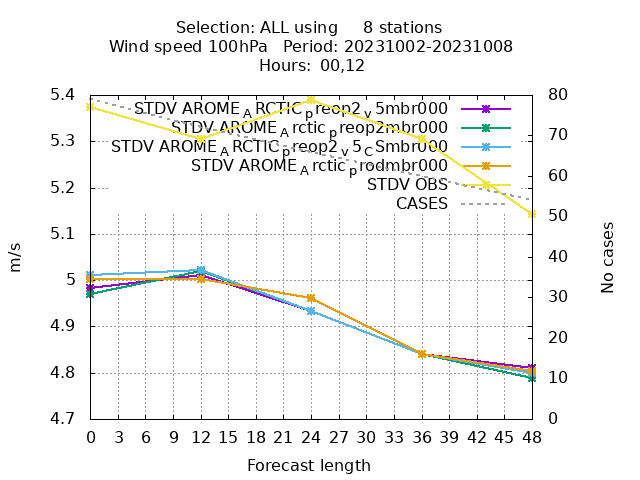 Selection: ALL using 8 stations
Wind speed 100hPa Period: 20231002-20231008
Hours: 00,12
5.4
5.3
5.2
5.1
5
4.9
4.8
4.7
m/s
STDV AROME_ARCTIC_preop2_v5mbr000
STDV AROME_Arctic_preop2mbr000
STDV AROME_ARCTIC_preop2_v5_CSmbr000
STDV AROME_Arctic_prodmbr000
STDV OBS
CASES
80
70
60
50
40
30
20
10
0
No cases
0 3 6 9 12 15 18 21 24 27 30 33 36 39 42 45 48
Forecast length